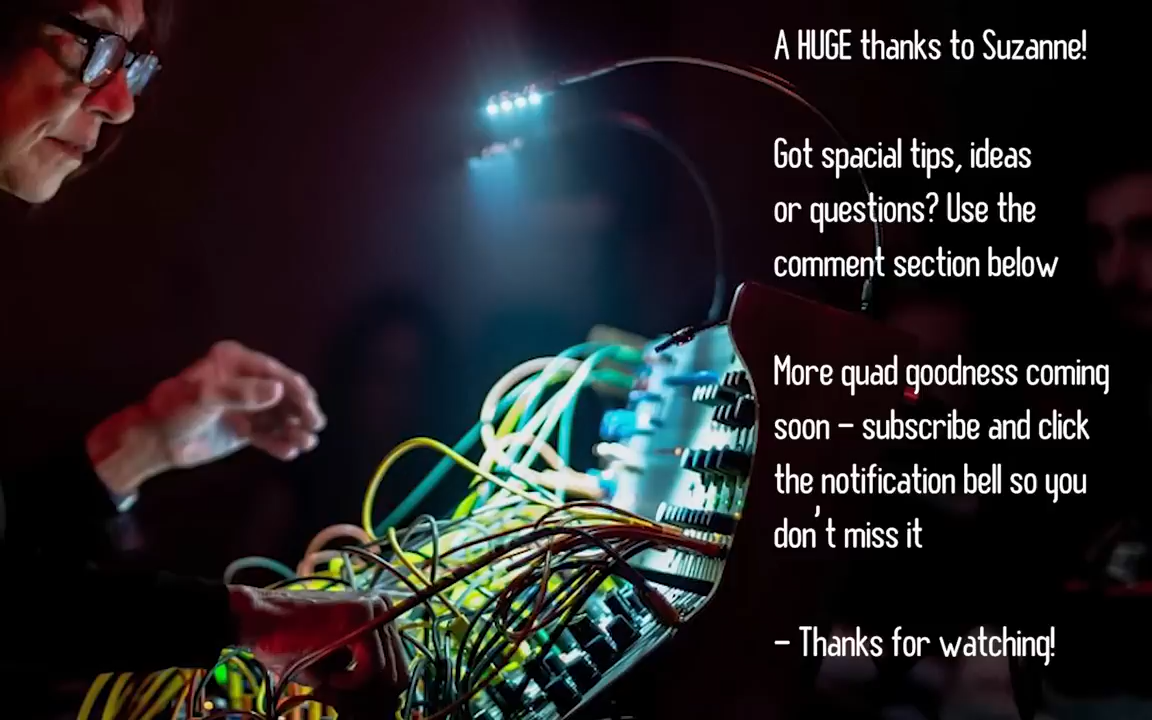 A HUGE thanks to Suzanne!
Got spacial tips, ideas
or questions? Use the
comment section below
More quad goodness coming
soon – subscribe and click
the notification bell so you
don't miss it
– Thanks for watching!